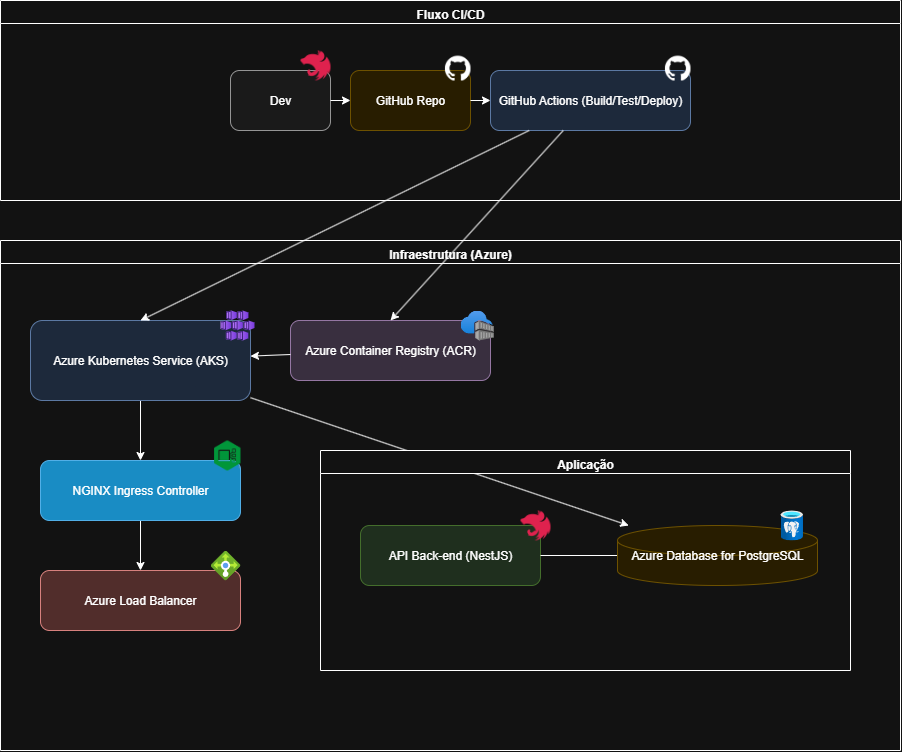 Fluxo CI/CD
Dev
GitHub Repo
GitHub Actions (Build/Test/Deploy)
Infraestrutura (Azure)
Azure Kubernetes Service (AKS)
Azure Container Registry (ACR)
NGINX Ingress Controller
Azure Load Balancer
Aplicação
API Back-end (NestJS)
Azure Database for PostgreSQL